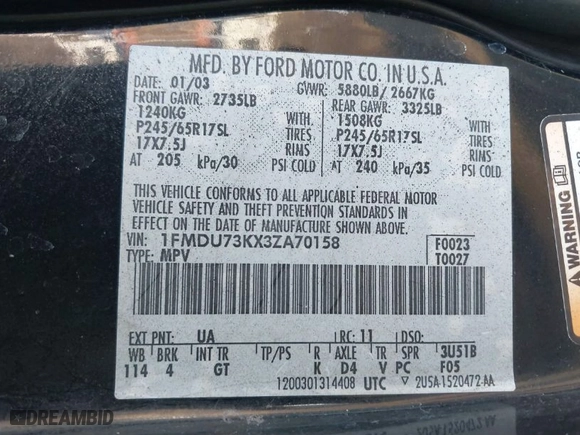 MFD. BY FORD MOTOR CO. IN U.S.A.
DATE: 01/03 GVWR: 5880LB/ 2667KG
FRONT GAWR: 2735LB REAR GAWR: 3325LB
1240KG 1508KG
P245/65R17SL TIRES P245/65R17SL TIRES
17X7.5J RIMS 17X7.5J RIMS
AT 205 kPa/30 PSI COLD AT 240 kPa/35 PSI COLD
THIS VEHICLE CONFORMS TO ALL APPLICABLE FEDERAL MOTOR
VEHICLE SAFETY AND THEFT PREVENTION STANDARDS IN
EFFECT ON THE DATE OF MANUFACTURE SHOWN ABOVE.
VIN: 1FMDU73KX3ZA70158 F0023
TYPE: MPV T0027
EXT PNT: UA RC: 11 DSO:
WB BRK INT TR TP/PS R AXLE TR SPR 3U51B
114 4 GT K D4 V PC F05
1200301314408 UTC 2U5A-1520472-AA
WARNING
DREAMBID